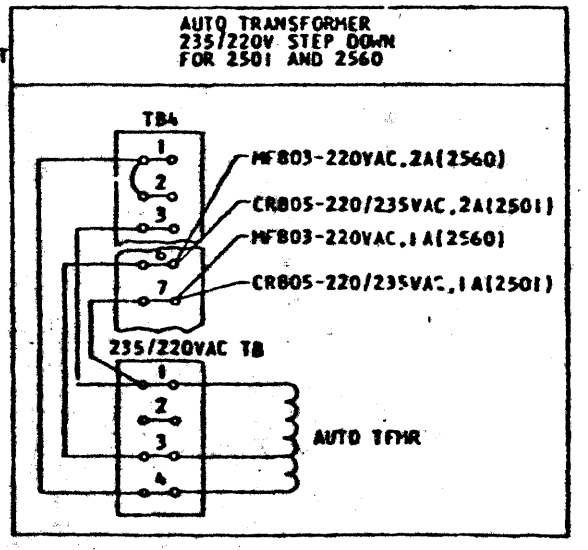 AUTO TRANSFORMER
235/220V STEP DOWN
FOR 2501 AND 2560
T
TB4
1
2
3
6
7
MF803-220VAC,2A(2560)
CR805-220/235VAC,2A(2501)
MF803-220VAC,1A(2560)
CR805-220/235VAC,1A(2501)
235/220VAC TB
1
2
3
4
AUTO TFMR